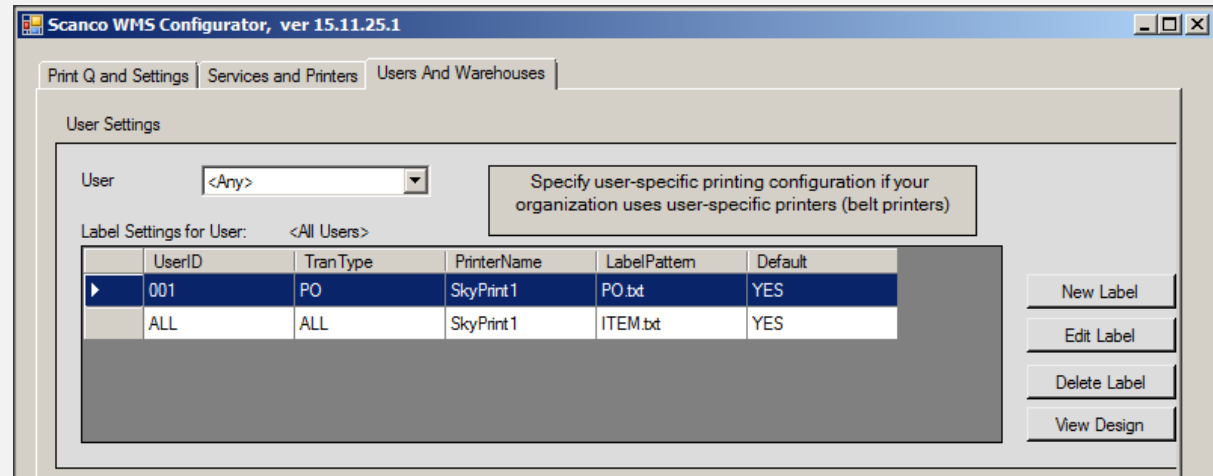 Scanco WMS Configurator, ver 15.11.25.1
Print Q and Settings Services and Printers Users And Warehouses
User Settings
User <Any>
Specify user-specific printing configuration if your
organization uses user-specific printers (belt printers)
Label Settings for User: <All Users>
UserID TranType PrinterName LabelPattern Default
001 PO SkyPrint1 PO.txt YES
ALL ALL SkyPrint1 ITEM.txt YES
New Label
Edit Label
Delete Label
View Design